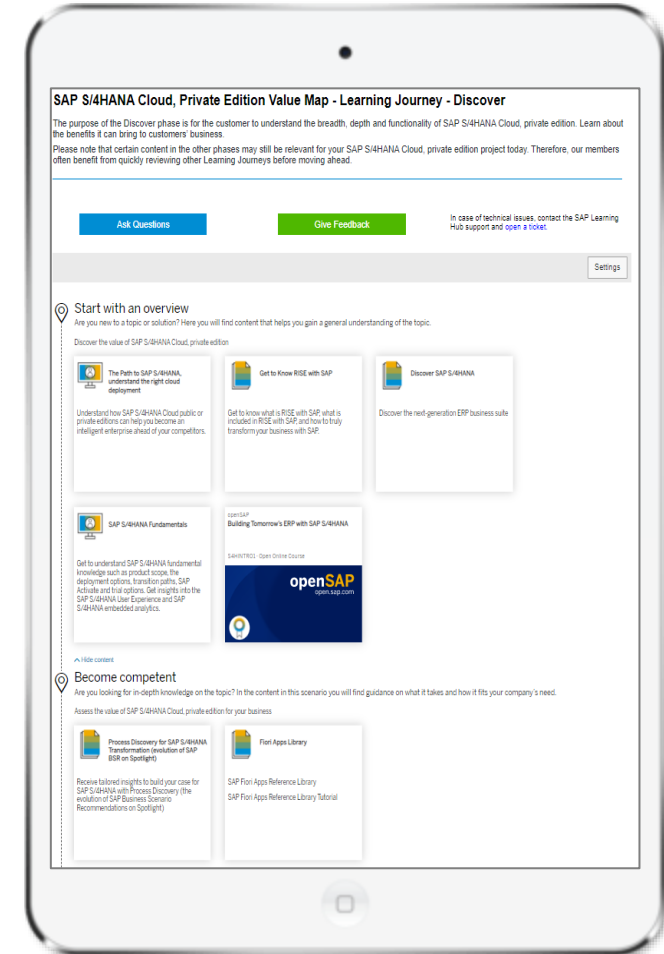 SAP S/4HANA Cloud, Private Edition Value Map - Learning Journey - Discover
The purpose of the Discover phase is for the customer to understand the breadth, depth and functionality of SAP S/4HANA Cloud, private edition. Learn about
the benefits it can bring to customers' business.
Please note that certain content in the other phases may still be relevant for your SAP S/4HANA Cloud, private edition project today. Therefore, our members
often benefit from quickly reviewing other Learning Journeys before moving ahead.
Ask Questions
Give Feedback
In case of technical issues, contact the SAP Learning
Hub support and open a ticket.
Settings
Start with an overview
Are you new to a topic or solution? Here you will find content that helps you gain a general understanding of the topic.
Discover the value of SAP S/4HANA Cloud, private edition
The Path to SAP S/4HANA,
understand the right cloud
deployment
Understand how SAP S/4HANA Cloud public or
private editions can help you become an
intelligent enterprise ahead of your competitors.
Get to Know RISE with SAP
Get to know what is RISE with SAP, what is
included in RISE with SAP, and how to truly
transform your business with SAP.
Discover SAP S/4HANA
Discover the next-generation ERP business suite
SAP S/4HANA Fundamentals
Get to understand SAP S/4HANA fundamental
knowledge such as product scope, the
deployment options, transition paths, SAP
Activate and trial options. Get insights into the
SAP S/4HANA User Experience and SAP
S/4HANA embedded analytics.
openSAP
Building Tomorrow's ERP with SAP S/4HANA
S4HINTRO1 - Open Online Course
openSAP
open.sap.com
Hide content
Become competent
Are you looking for in-depth knowledge on the topic? In the content in this scenario you will find guidance on what it takes and how it fits your company's need.
Assess the value of SAP S/4HANA Cloud, private edition for your business
Process Discovery for SAP S/4HANA
Transformation (evolution of SAP
BSR on Spotlight)
Receive tailored insights to build your case for
SAP S/4HANA with Process Discovery (the
evolution of SAP Business Scenario
Recommendations on Spotlight)
Fiori Apps Library
SAP Fiori Apps Reference Library
SAP Fiori Apps Reference Library Tutorial